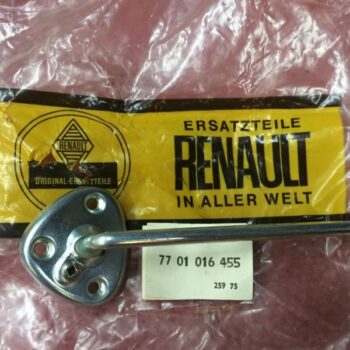 RENAULT
ORIGINAL-ERSATZTEILE
ERSATZTEILE
RENAULT
IN ALLER WELT
77 01 016 455
259 75